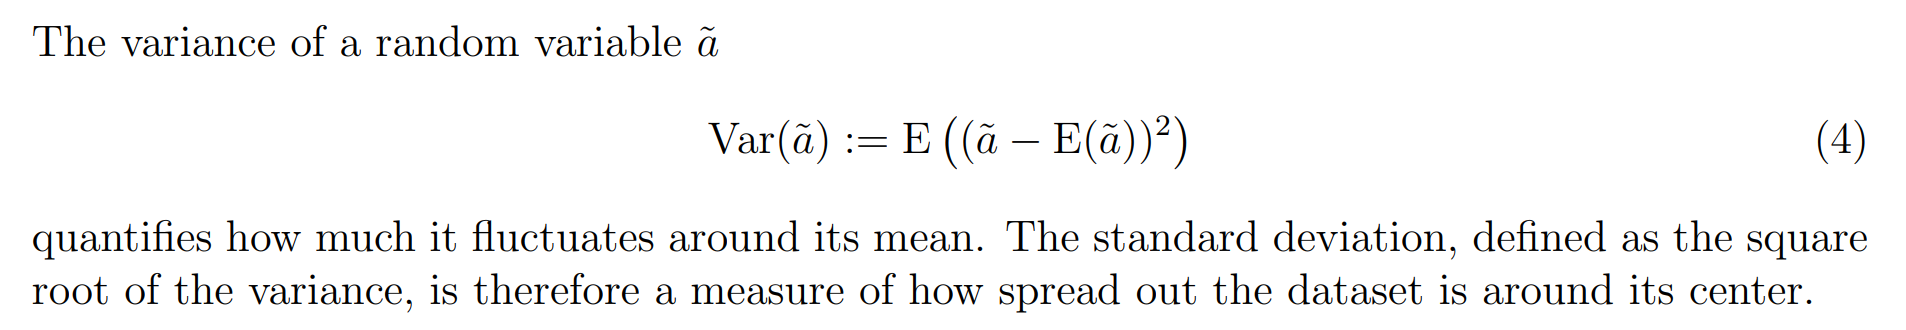 The variance of a random variable ã
Var(ã) := E ((ã − E(ã))²) (4)
quantifies how much it fluctuates around its mean. The standard deviation, defined as the square
root of the variance, is therefore a measure of how spread out the dataset is around its center.